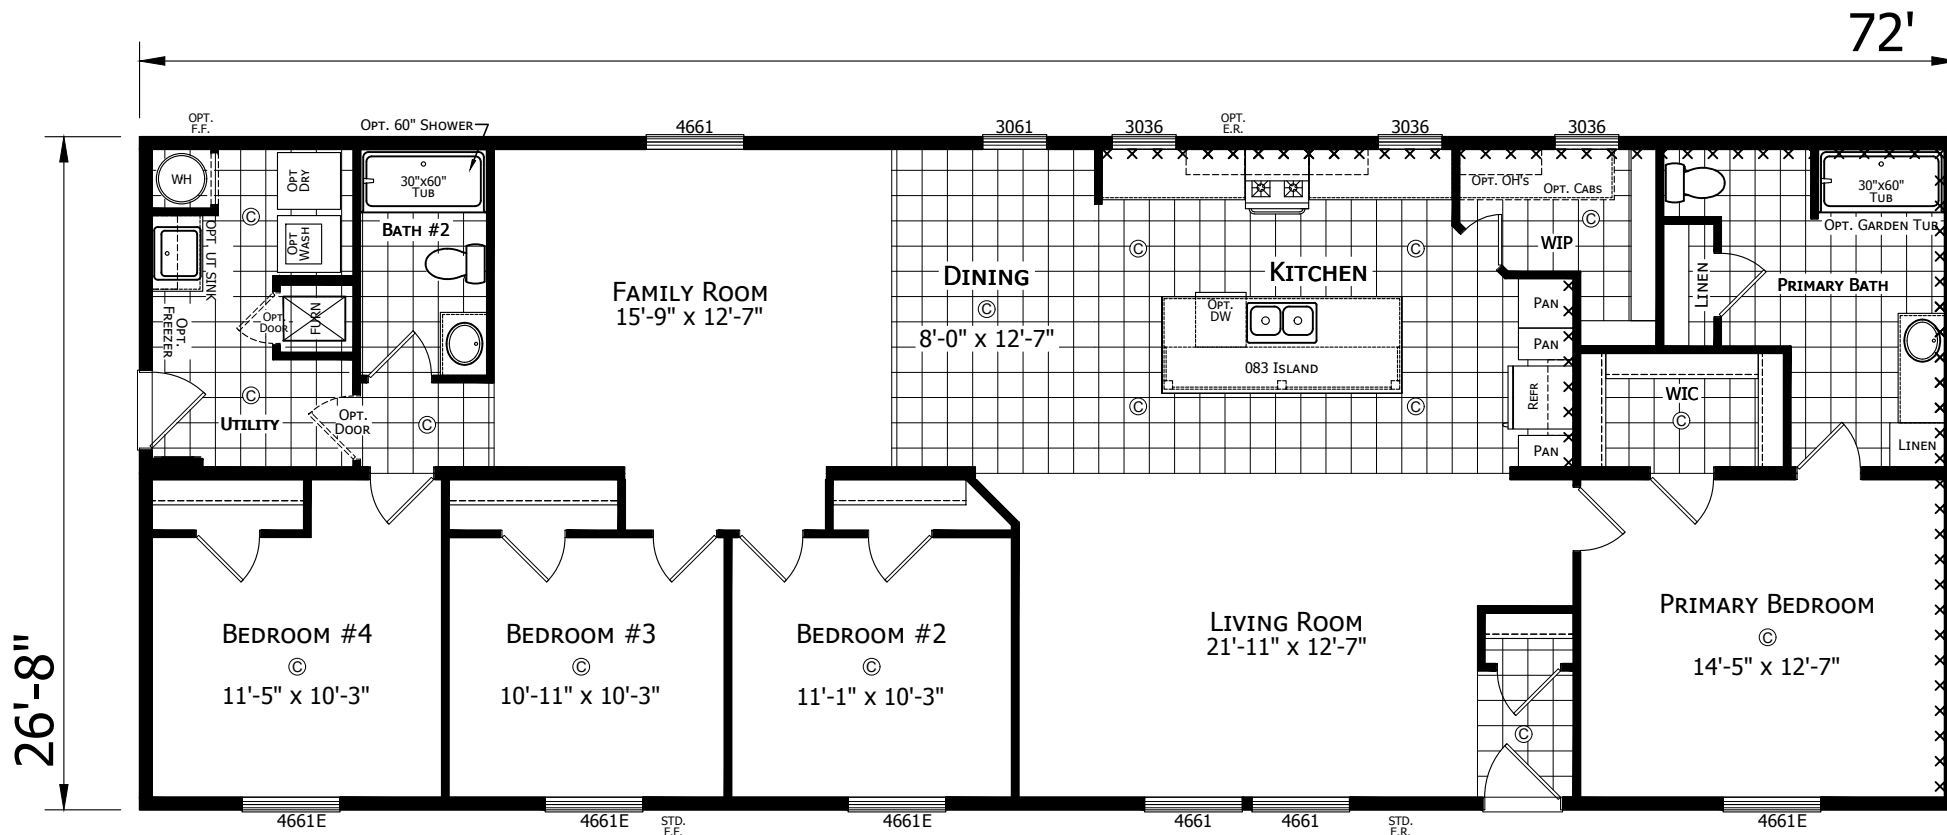 72'
OPT.
F.F.
OPT. 60" SHOWER
4661
3061
3036
OPT.
E.R.
3036
3036
WH
OPT
DRY
30"x60"
TUB
OPT. OH'S
OPT. CABS
30"x60"
TUB
OPT. GARDEN TUB
OPT. UT SINK
OPT
WASH
©
BATH #2
©
©
©
WIP
FAMILY ROOM
15'-9" x 12'-7"
DINING
©
8'-0" x 12'-7"
KITCHEN
LINEN
PRIMARY BATH
OPT.
FREEZER
OPT.
DOOR
FURN
OPT.
DW
PAN
PAN
083 ISLAND
REFR
WIC
©
©
UTILITY
OPT.
DOOR
©
©
©
PAN
LINEN
26'-8"
BEDROOM #4
©
11'-5" x 10'-3"
BEDROOM #3
©
10'-11" x 10'-3"
BEDROOM #2
©
11'-1" x 10'-3"
LIVING ROOM
21'-11" x 12'-7"
PRIMARY BEDROOM
©
14'-5" x 12'-7"
©
4661E
4661E
STD.
F.F.
4661E
4661
4661
STD.
E.R.
4661E